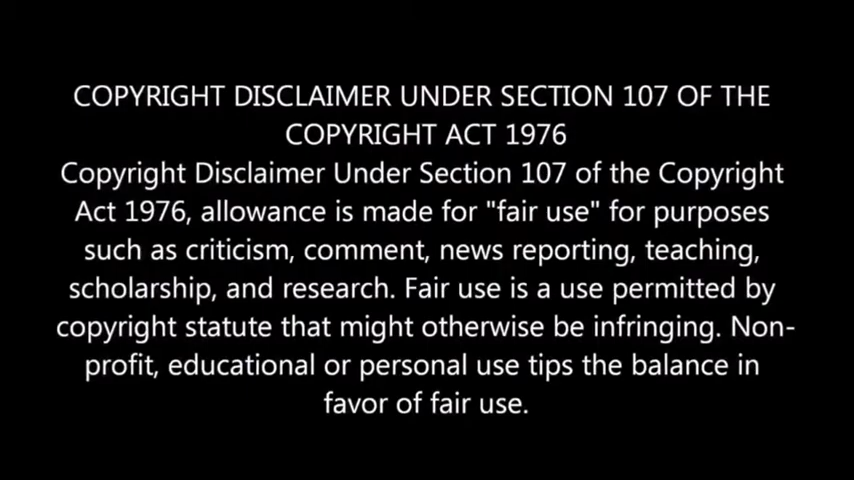 COPYRIGHT DISCLAIMER UNDER SECTION 107 OF THE
COPYRIGHT ACT 1976
Copyright Disclaimer Under Section 107 of the Copyright
Act 1976, allowance is made for "fair use" for purposes
such as criticism, comment, news reporting, teaching,
scholarship, and research. Fair use is a use permitted by
copyright statute that might otherwise be infringing. Non-
profit, educational or personal use tips the balance in
favor of fair use.